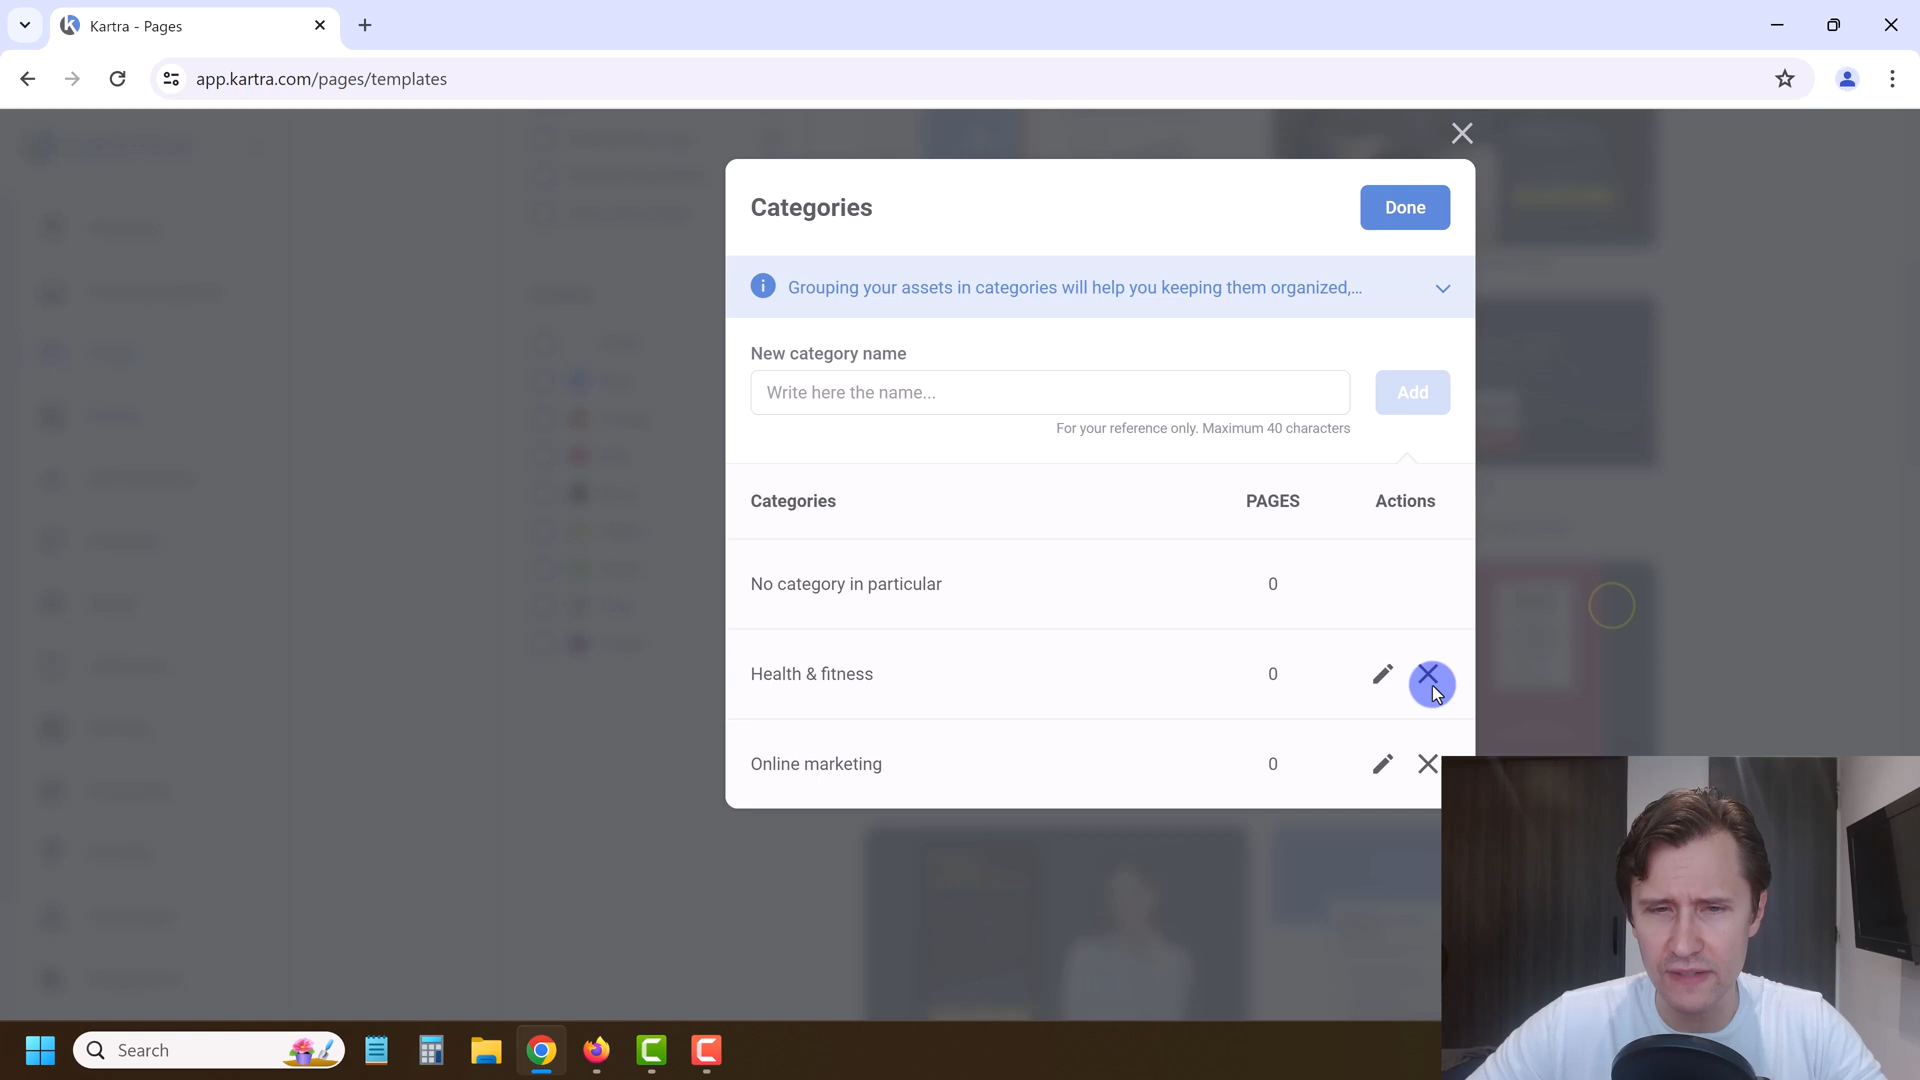 Kartra - Pages
app.kartra.com/pages/templates
Categories
Done
Grouping your assets in categories will help you keeping them organized,...
New category name
Write here the name...
Add
For your reference only. Maximum 40 characters
Categories PAGES Actions
No category in particular 0
Health & fitness 0
Online marketing 0
Search